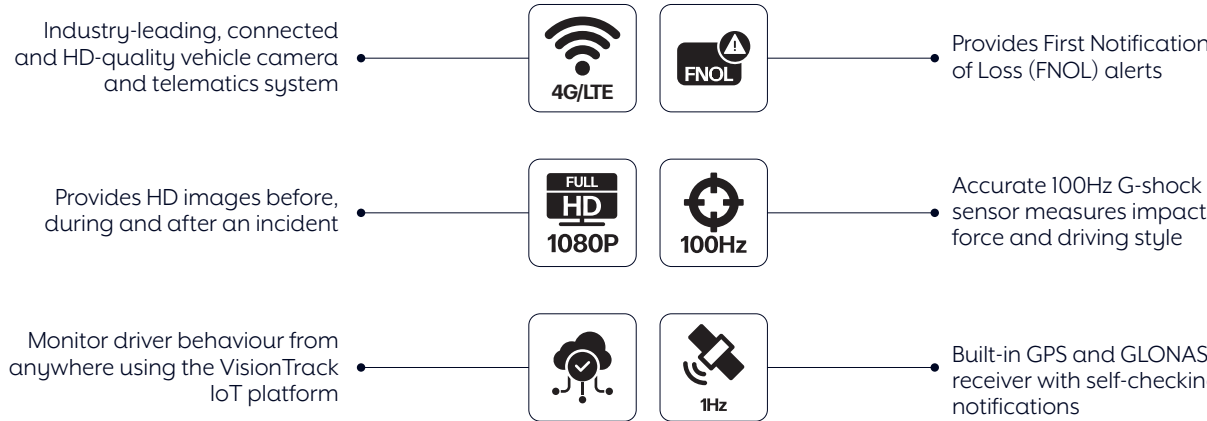 Industry-leading, connected
and HD-quality vehicle camera
and telematics system
4G/LTE
FNOL
Provides First Notification
of Loss (FNOL) alerts
Provides HD images before,
during and after an incident
FULL
HD
1080P
100Hz
Accurate 100Hz G-shock
sensor measures impact
force and driving style
Monitor driver behaviour from
anywhere using the VisionTrack
IoT platform
1Hz
Built-in GPS and GLONAS
receiver with self-checkin
notifications